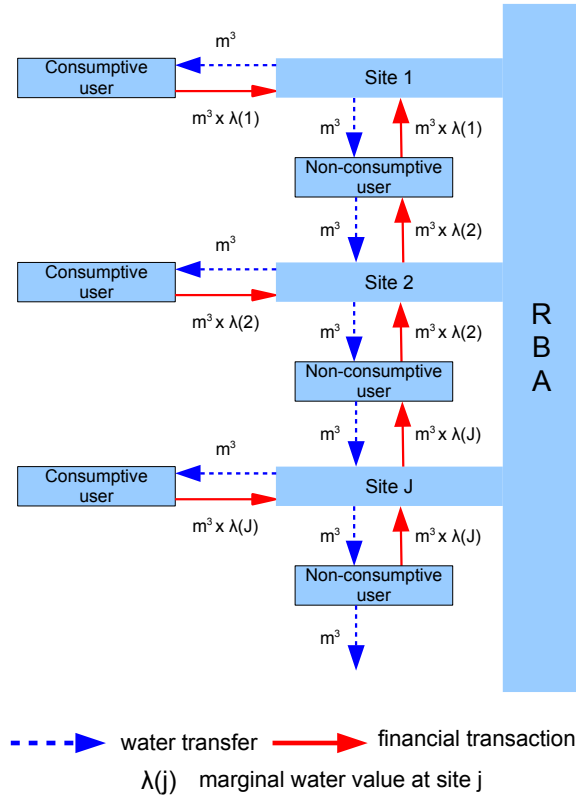 m³
Consumptive
user
Site 1
m³ x λ(1)
m³
m³ x λ(1)
Non-consumptive
user
m³
m³ x λ(2)
m³
Consumptive
user
Site 2
m³ x λ(2)
m³
m³ x λ(2)
R
B
A
Non-consumptive
user
m³
m³ x λ(J)
m³
Consumptive
user
Site J
m³ x λ(J)
m³
m³ x λ(J)
Non-consumptive
user
m³
water transfer
financial transaction
λ(j) marginal water value at site j